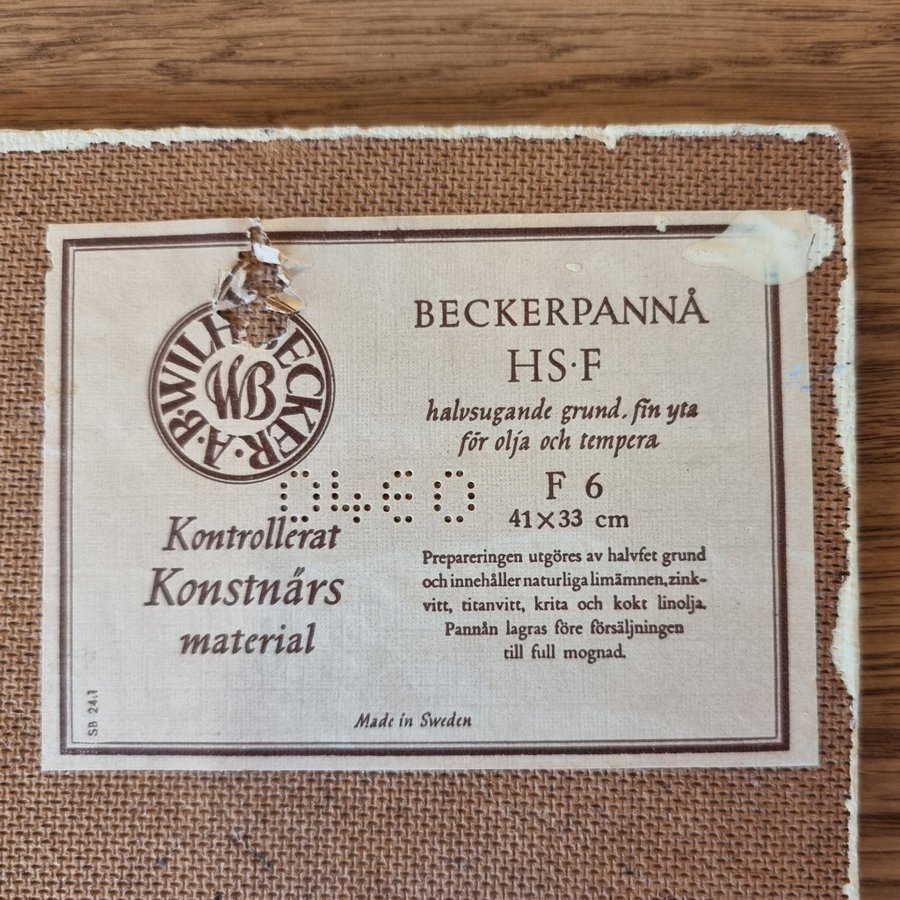 A·B·WILH BECKER·
WB
Kontrollerat
Konstnärs
material
BECKERPANNÅ
HS·F
halvsugande grund, fin yta
för olja och tempera
F 6
41×33 cm
Prepareringen utgöres av halvfet grund
och innehåller naturliga limämnen, zink-
vitt, titanvitt, krita och kokt linolja.
Pannån lagras före försäljningen
till full mognad.
SB 24.1
Made in Sweden